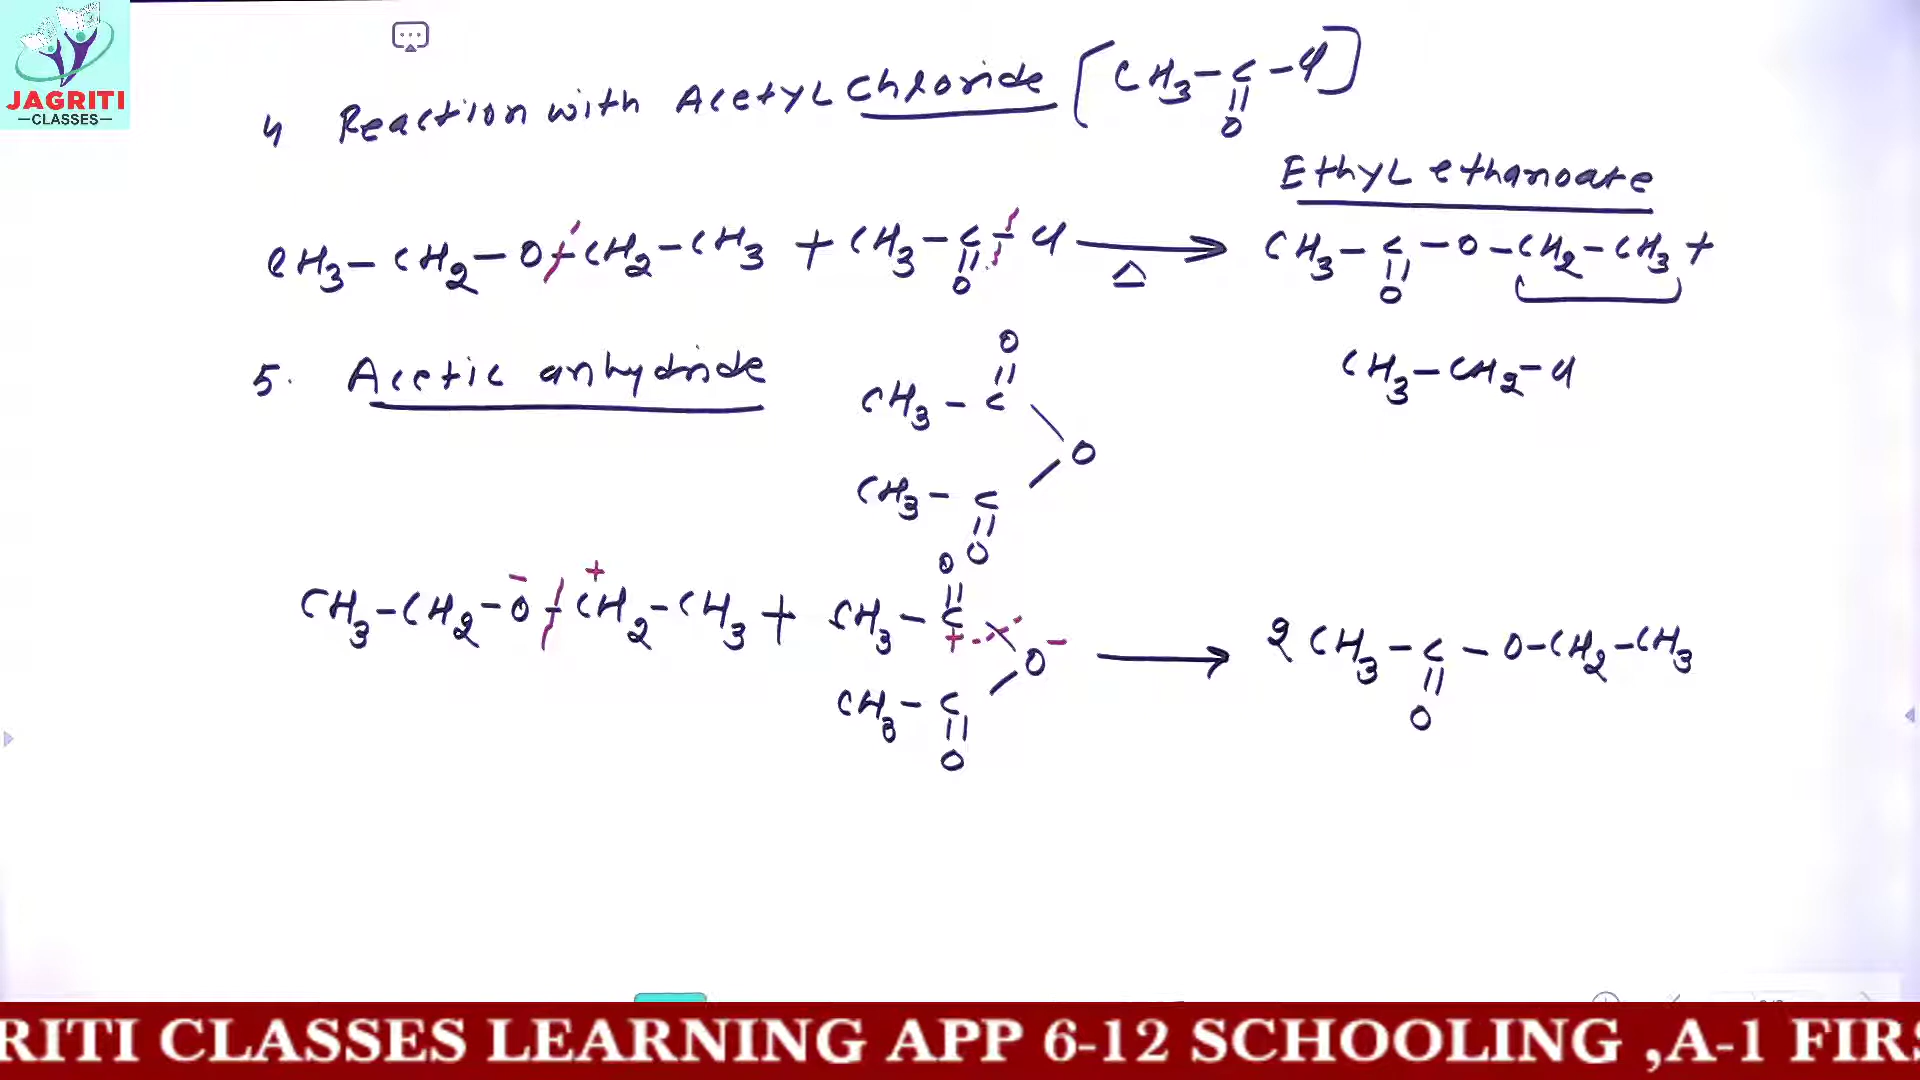 JAGRITI
CLASSES
4 Reaction with Acetyl Chloride [CH3-C-Cl]
||
O
Ethyl ethanoate
CH3-CH2-O-CH2-CH3 + CH3-C-Cl → CH3-C-O-CH2-CH3 +
|| Δ ||
O O
CH3-CH2-Cl
5. Acetic anhydride
O
||
CH3-C
O
CH3-C
||
O
O
||
CH3-CH2-O-CH2-CH3 + CH3-C → 2CH3-C-O-CH2-CH3
- + + O- ||
CH3-C O
||
O
RITI CLASSES LEARNING APP 6-12 SCHOOLING ,A-1 FIRS